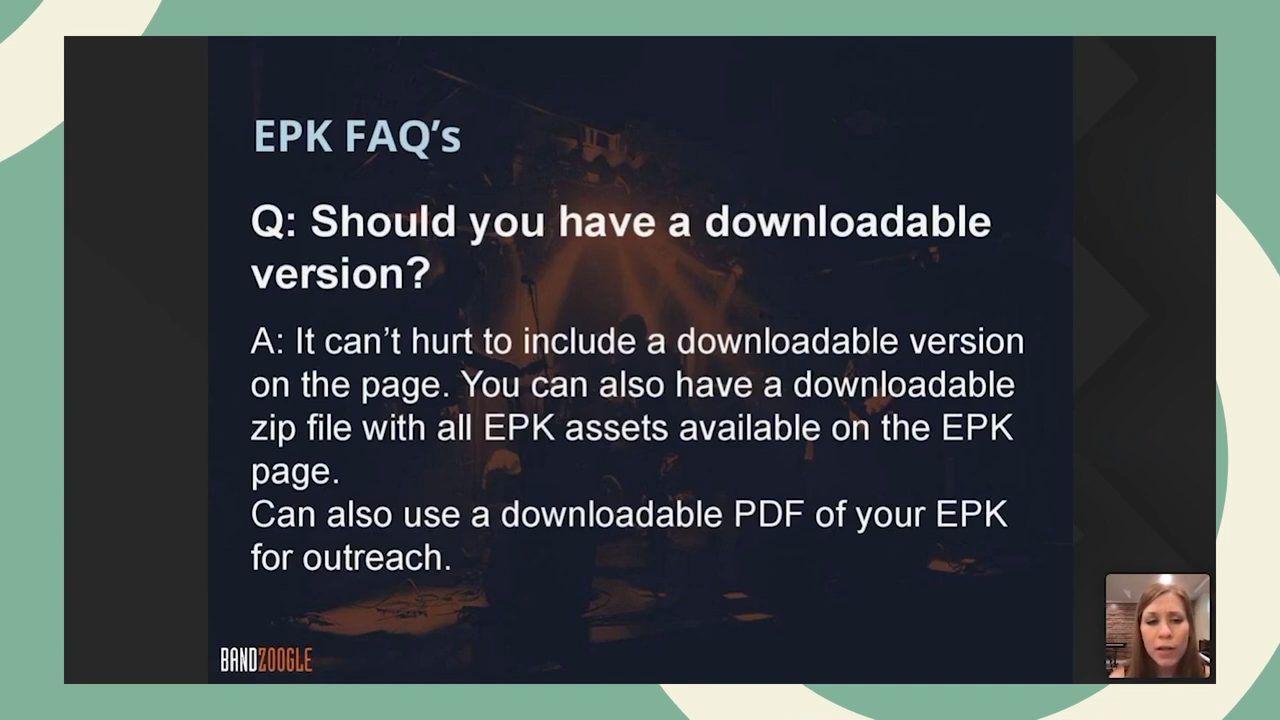 EPK FAQ’s
Q: Should you have a downloadable
version?
A: It can’t hurt to include a downloadable version
on the page. You can also have a downloadable
zip file with all EPK assets available on the EPK
page.
Can also use a downloadable PDF of your EPK
for outreach.
BANDZOOGLE